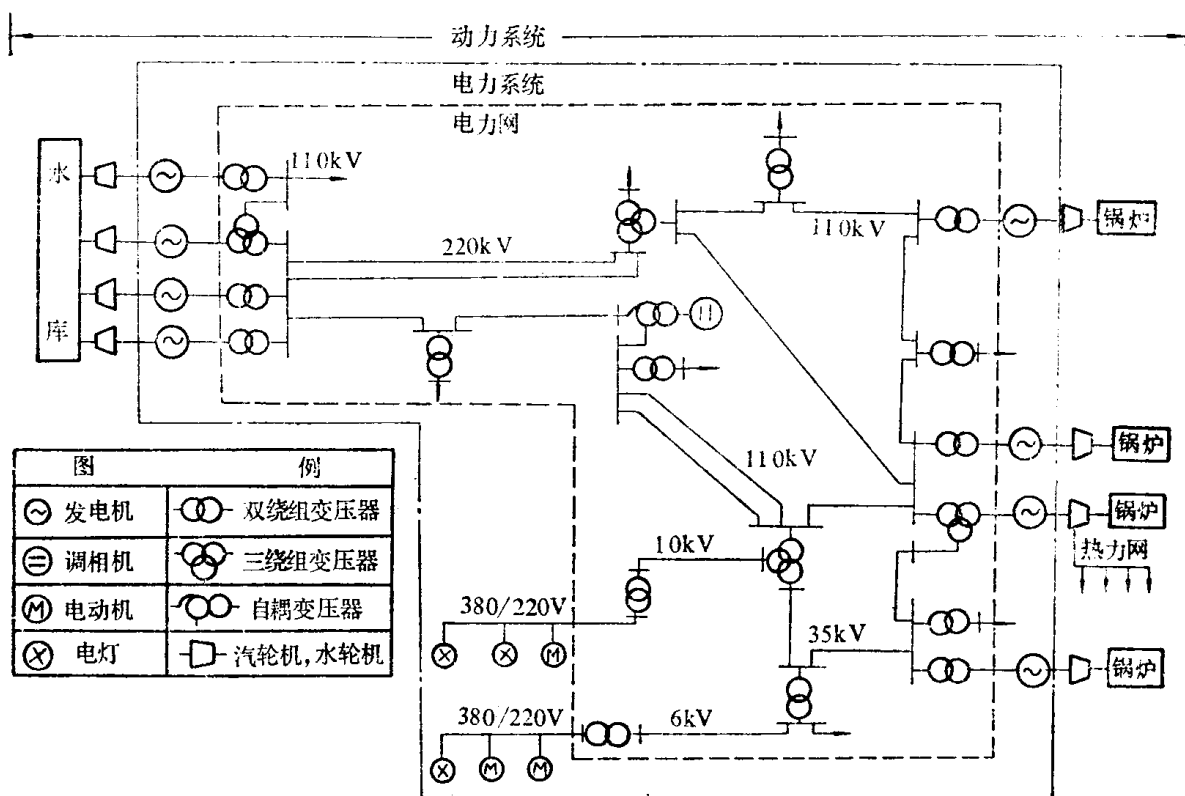 动力系统
电力系统
电力网
水
库
110kV
220kV
110kV
锅炉
110kV
锅炉
锅炉
热力网
10kV
380/220V
35kV
锅炉
380/220V
6kV
M
M
M
图 例
发电机 双绕组变压器
调相机 三绕组变压器
M 电动机 自耦变压器
电灯 汽轮机,水轮机